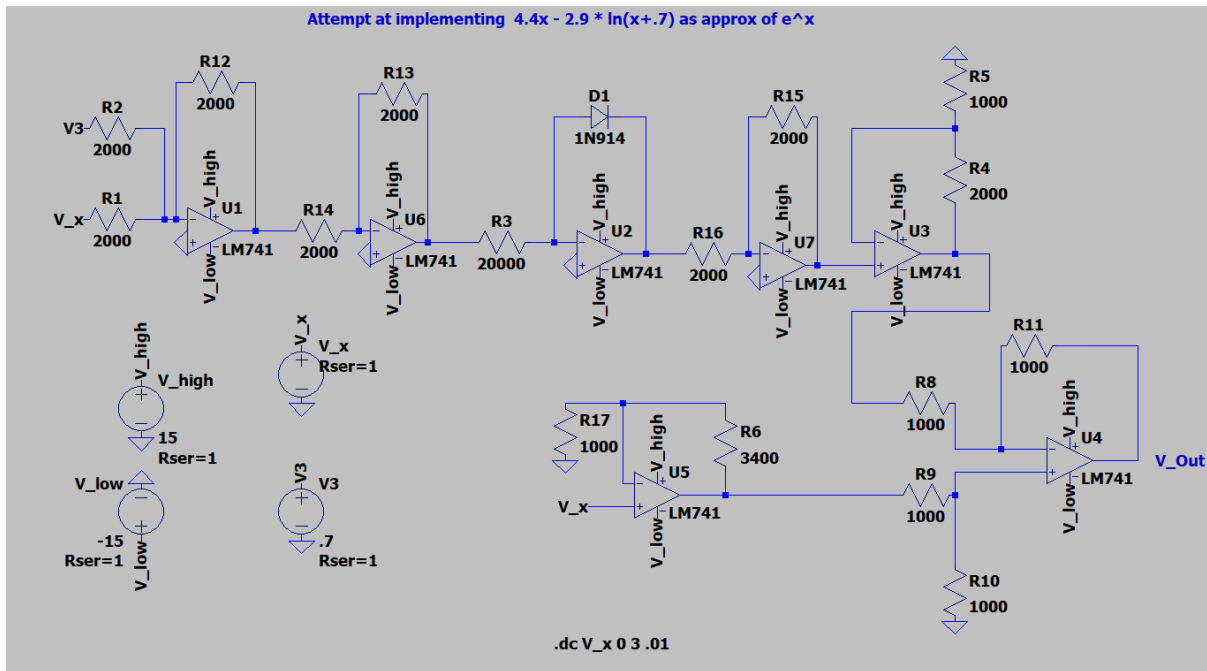 Attempt at implementing 4.4x - 2.9 * ln(x+.7) as approx of e^x
R12
2000
R2
V3
2000
R1
V_x
2000
V_high
U1
LM741
V_low
R14
2000
R13
2000
V_high
U6
LM741
V_low
R3
20000
D1
1N914
V_high
U2
LM741
V_low
R16
2000
R15
2000
V_high
U7
LM741
V_low
V_high
U3
LM741
V_low
R5
1000
R4
2000
V_high
V_high
15
Rser=1
V_x
V_x
Rser=1
V_low
-15
Rser=1
V_low
V3
V3
.7
Rser=1
R17
1000
V_high
U5
LM741
V_x
V_low
R6
3400
R8
1000
R9
1000
R11
1000
V_high
U4
LM741
V_low
V_Out
R10
1000
.dc V_x 0 3 .01